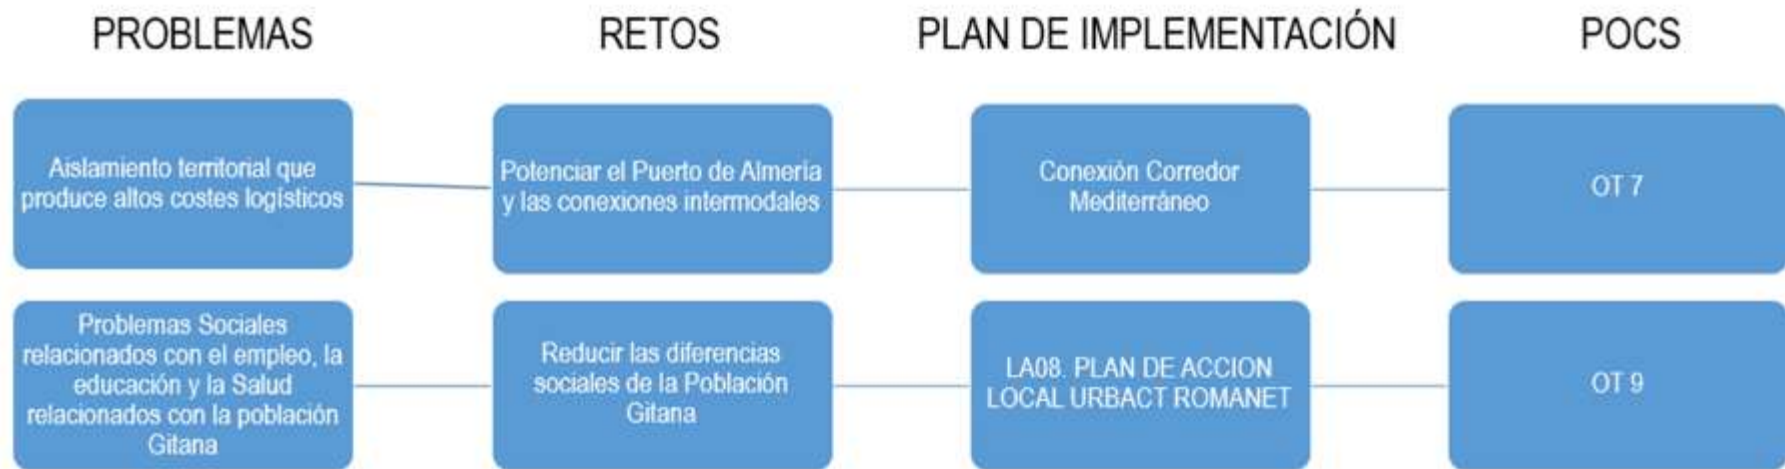 PROBLEMAS
RETOS
PLAN DE IMPLEMENTACIÓN
POCS
Aislamiento territorial que
produce altos costes logísticos
Potenciar el Puerto de Almería
y las conexiones intermodales
Conexión Corredor
Mediterráneo
OT 7
Problemas Sociales
relacionados con el empleo, la
educación y la Salud
relacionados con la población
Gitana
Reducir las diferencias
sociales de la Población
Gitana
LA08. PLAN DE ACCION
LOCAL URBACT ROMANET
OT 9